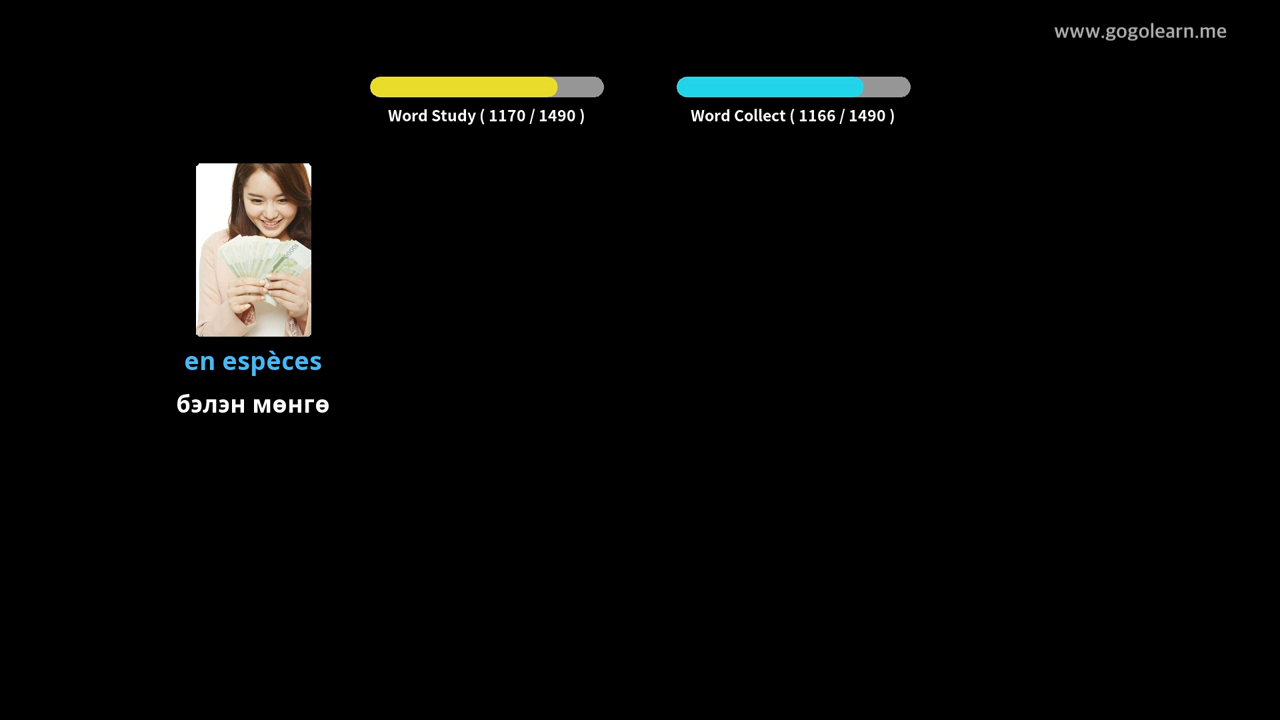 www.gogolearn.me
Word Study ( 1170 / 1490 )
Word Collect ( 1166 / 1490 )
en espèces
бэлэн мөнгө